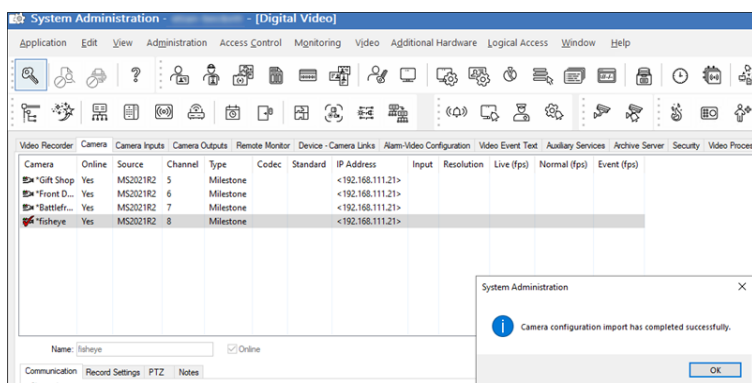 System Administration - - [Digital Video]
Application Edit View Administration Access Control Monitoring Video Additional Hardware Logical Access Window Help
Video Recorder Camera Camera Inputs Camera Outputs Remote Monitor Device - Camera Links Alarm-Video Configuration Video Event Text Auxiliary Services Archive Server Security Video Proces
Camera Online Source Channel Type Codec Standard IP Address Input Resolution Live (fps) Normal (fps) Event (fps)
*Gift Shop Yes MS2021R2 5 Milestone <192.168.111.21>
*Front D... Yes MS2021R2 6 Milestone <192.168.111.21>
*Battlefr... Yes MS2021R2 7 Milestone <192.168.111.21>
*fisheye Yes MS2021R2 8 Milestone <192.168.111.21>
System Administration
Camera configuration import has completed successfully.
OK
Name: fisheye Online
Communication Record Settings PTZ Notes